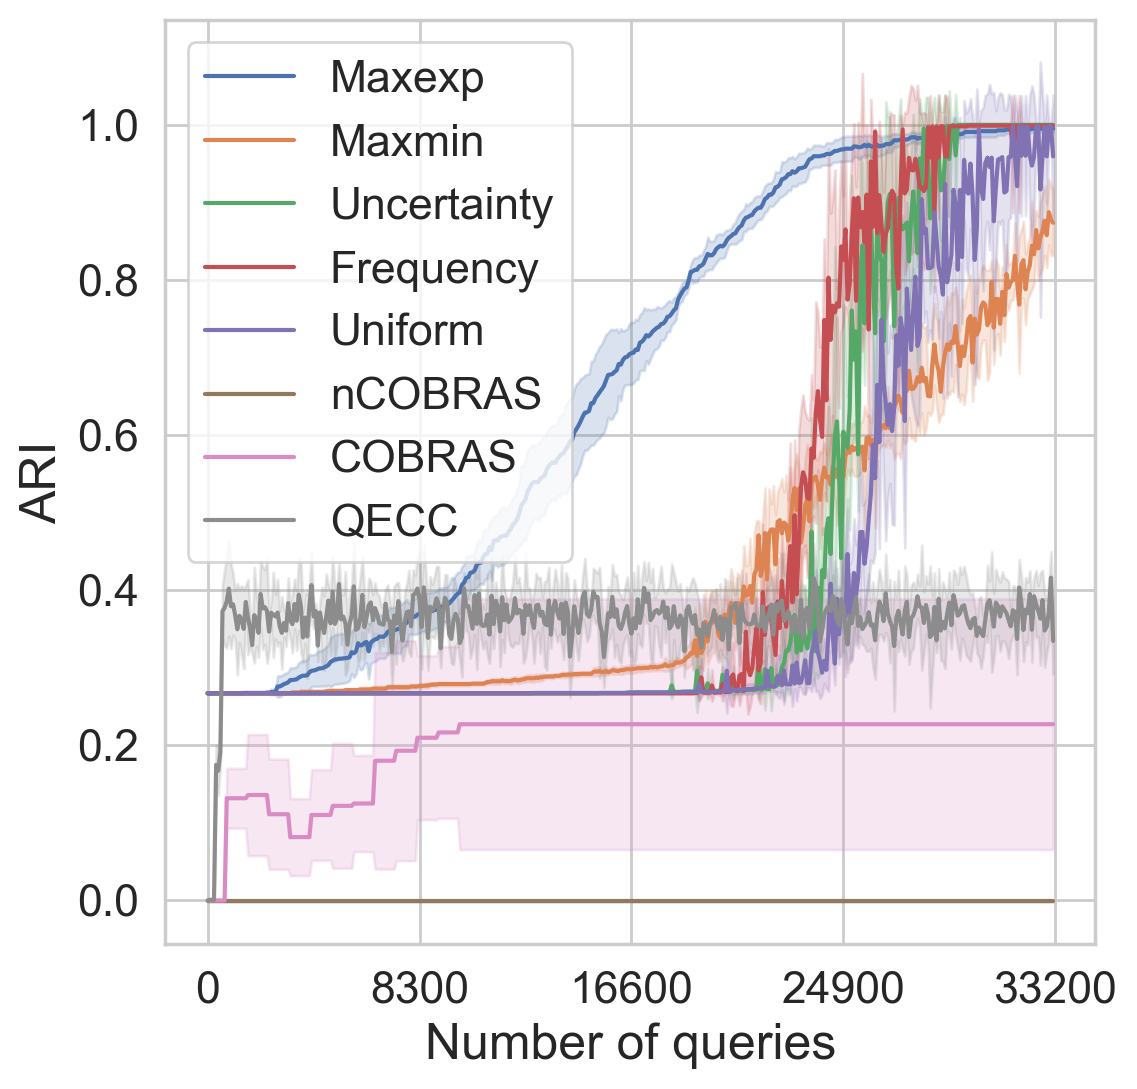 Maxexp
Maxmin
Uncertainty
Frequency
Uniform
nCOBRAS
COBRAS
QECC
ARI
1.0
0.8
0.6
0.4
0.2
0.0
0 8300 16600 24900 33200
Number of queries